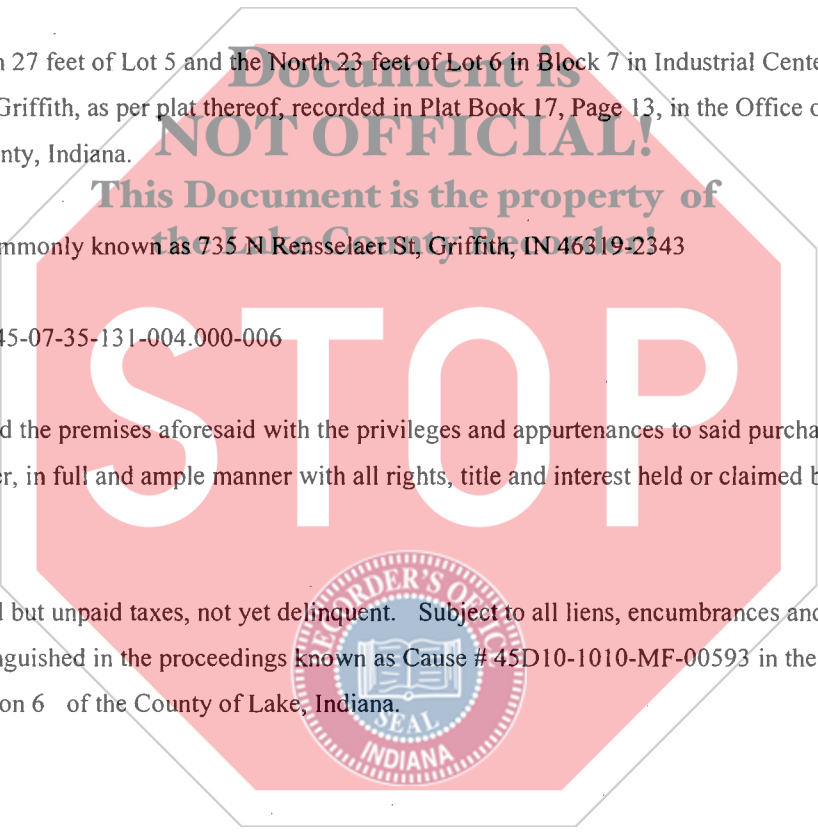 n 27 feet of Lot 5 and the North 23 feet of Lot 6 in Block 7 in Industrial Cente
Document is
Griffith, as per plat thereof, recorded in Plat Book 17, Page 13, in the Office o
NOT OFFICIAL!
nty, Indiana.
This Document is the property of
the Lake County Recorder!
mmonly known as 735 N Rensselaer St, Griffith, IN 46319-2343
45-07-35-131-004.000-006
STOP
d the premises aforesaid with the privileges and appurtenances to said purcha
r, in full and ample manner with all rights, title and interest held or claimed b
RECORDER'S OFFICE
d but unpaid taxes, not yet delinquent. Subject to all liens, encumbrances and
nguished in the proceedings known as Cause # 45D10-1010-MF-00593 in the
on 6 of the County of Lake, Indiana.
SEAL
INDIANA